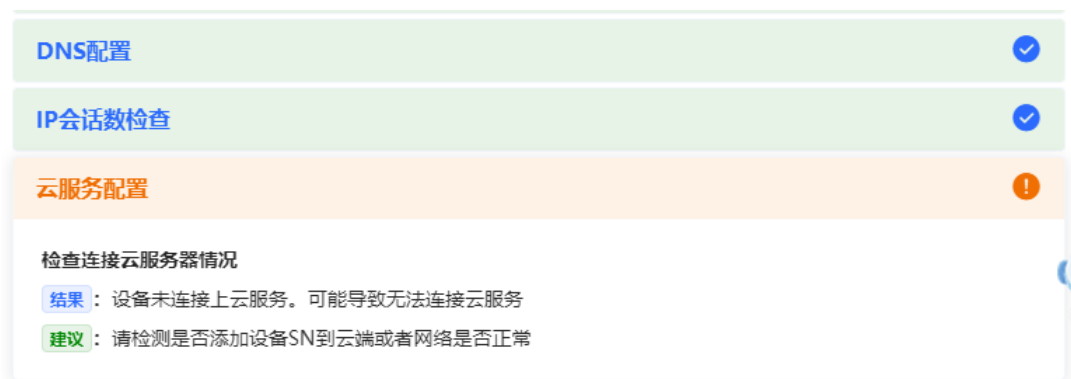 DNS配置
IP会话数检查
云服务配置
检查连接云服务器情况
结果：设备未连接上云服务。可能导致无法连接云服务
建议：请检测是否添加设备SN到云端或者网络是否正常